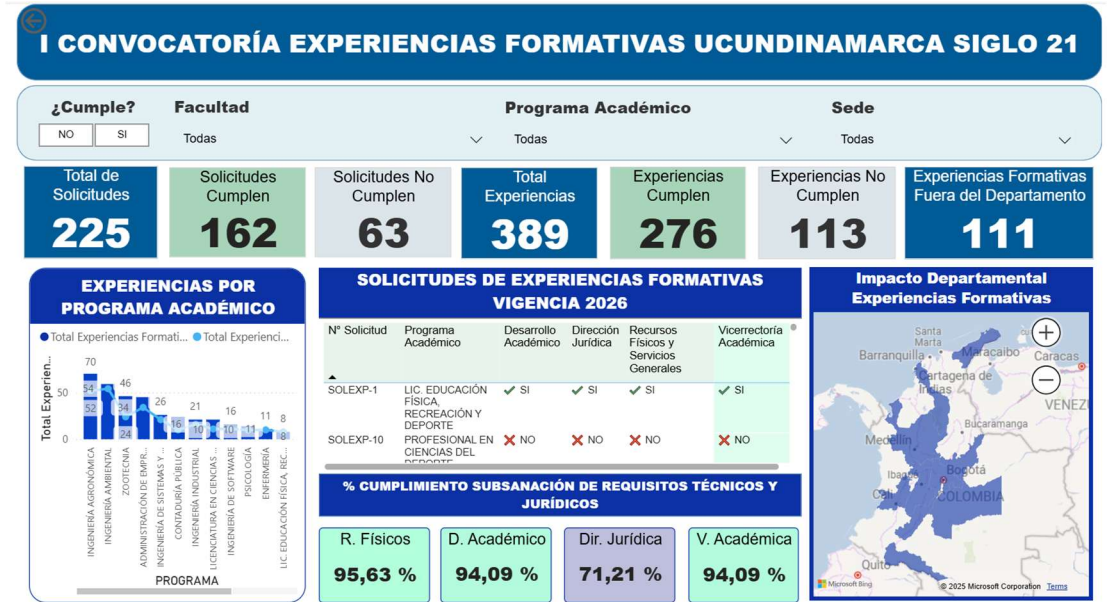 I CONVOCATORÍA EXPERIENCIAS FORMATIVAS UCUNDINAMARCA SIGLO 21
¿Cumple?
NO
SI
Facultad
Todas
Programa Académico
Todas
Sede
Todas
Total de
Solicitudes
225
Solicitudes
Cumplen
162
Solicitudes No
Cumplen
63
Total
Experiencias
389
Experiencias
Cumplen
276
Experiencias No
Cumplen
113
Experiencias Formativas
Fuera del Departamento
111
EXPERIENCIAS POR
PROGRAMA ACADÉMICO
Total Experiencias Formati...
Total Experienci...
Total Experien...
50
0
70
54
52
46
34
24
26
16
21
10
16
10
11
11
8
8
INGENIERÍA AGRONÓMICA
INGENIERÍA AMBIENTAL
ZOOTECNIA
ADMINISTRACIÓN DE EMPR...
INGENIERÍA DE SISTEMAS Y ...
CONTADURÍA PÚBLICA
INGENIERÍA INDUSTRIAL
LICENCIATURA EN CIENCIAS ...
INGENIERÍA DE SOFTWARE
PSICOLOGÍA
ENFERMERÍA
LIC. EDUCACIÓN FÍSICA, REC...
PROGRAMA
SOLICITUDES DE EXPERIENCIAS FORMATIVAS
VIGENCIA 2026
N° Solicitud
Programa
Académico
Desarrollo
Académico
Dirección
Jurídica
Recursos
Físicos y
Servicios
Generales
Vicerrectoría
Académica
SOLEXP-1
LIC. EDUCACIÓN
FÍSICA,
RECREACIÓN Y
DEPORTE
SI
SI
SI
SI
SOLEXP-10
PROFESIONAL EN
CIENCIAS DEL
DEPORTE
NO
NO
NO
NO
% CUMPLIMIENTO SUBSANACIÓN DE REQUISITOS TÉCNICOS Y
JURÍDICOS
R. Físicos
95,63 %
D. Académico
94,09 %
Dir. Jurídica
71,21 %
V. Académica
94,09 %
Impacto Departamental
Experiencias Formativas
Santa
Marta
Barranquilla
Maracaibo
Caracas
Cartagena de
Indias
Bucaramanga
Medellín
Bogotá
COLOMBIA
Cali
Quito
Microsoft Bing
© 2025 Microsoft Corporation
Terms